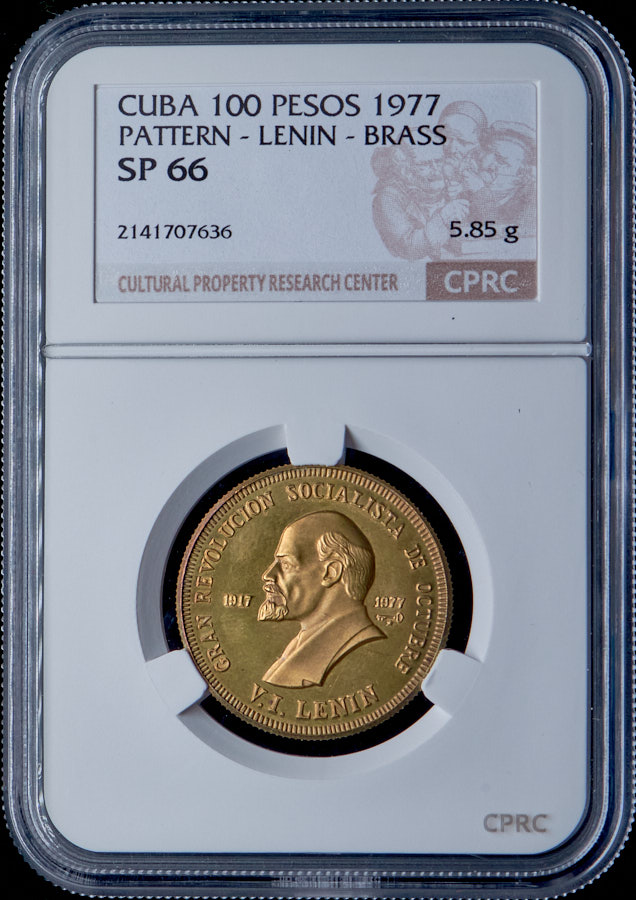 CUBA 100 PESOS 1977
PATTERN - LENIN - BRASS
SP 66
2141707636 5.85 g
CULTURAL PROPERTY RESEARCH CENTER CPRC
GRAN REVOLUCION SOCIALISTA DE OCTUBRE
1917 1977
V.I. LENIN
CPRC